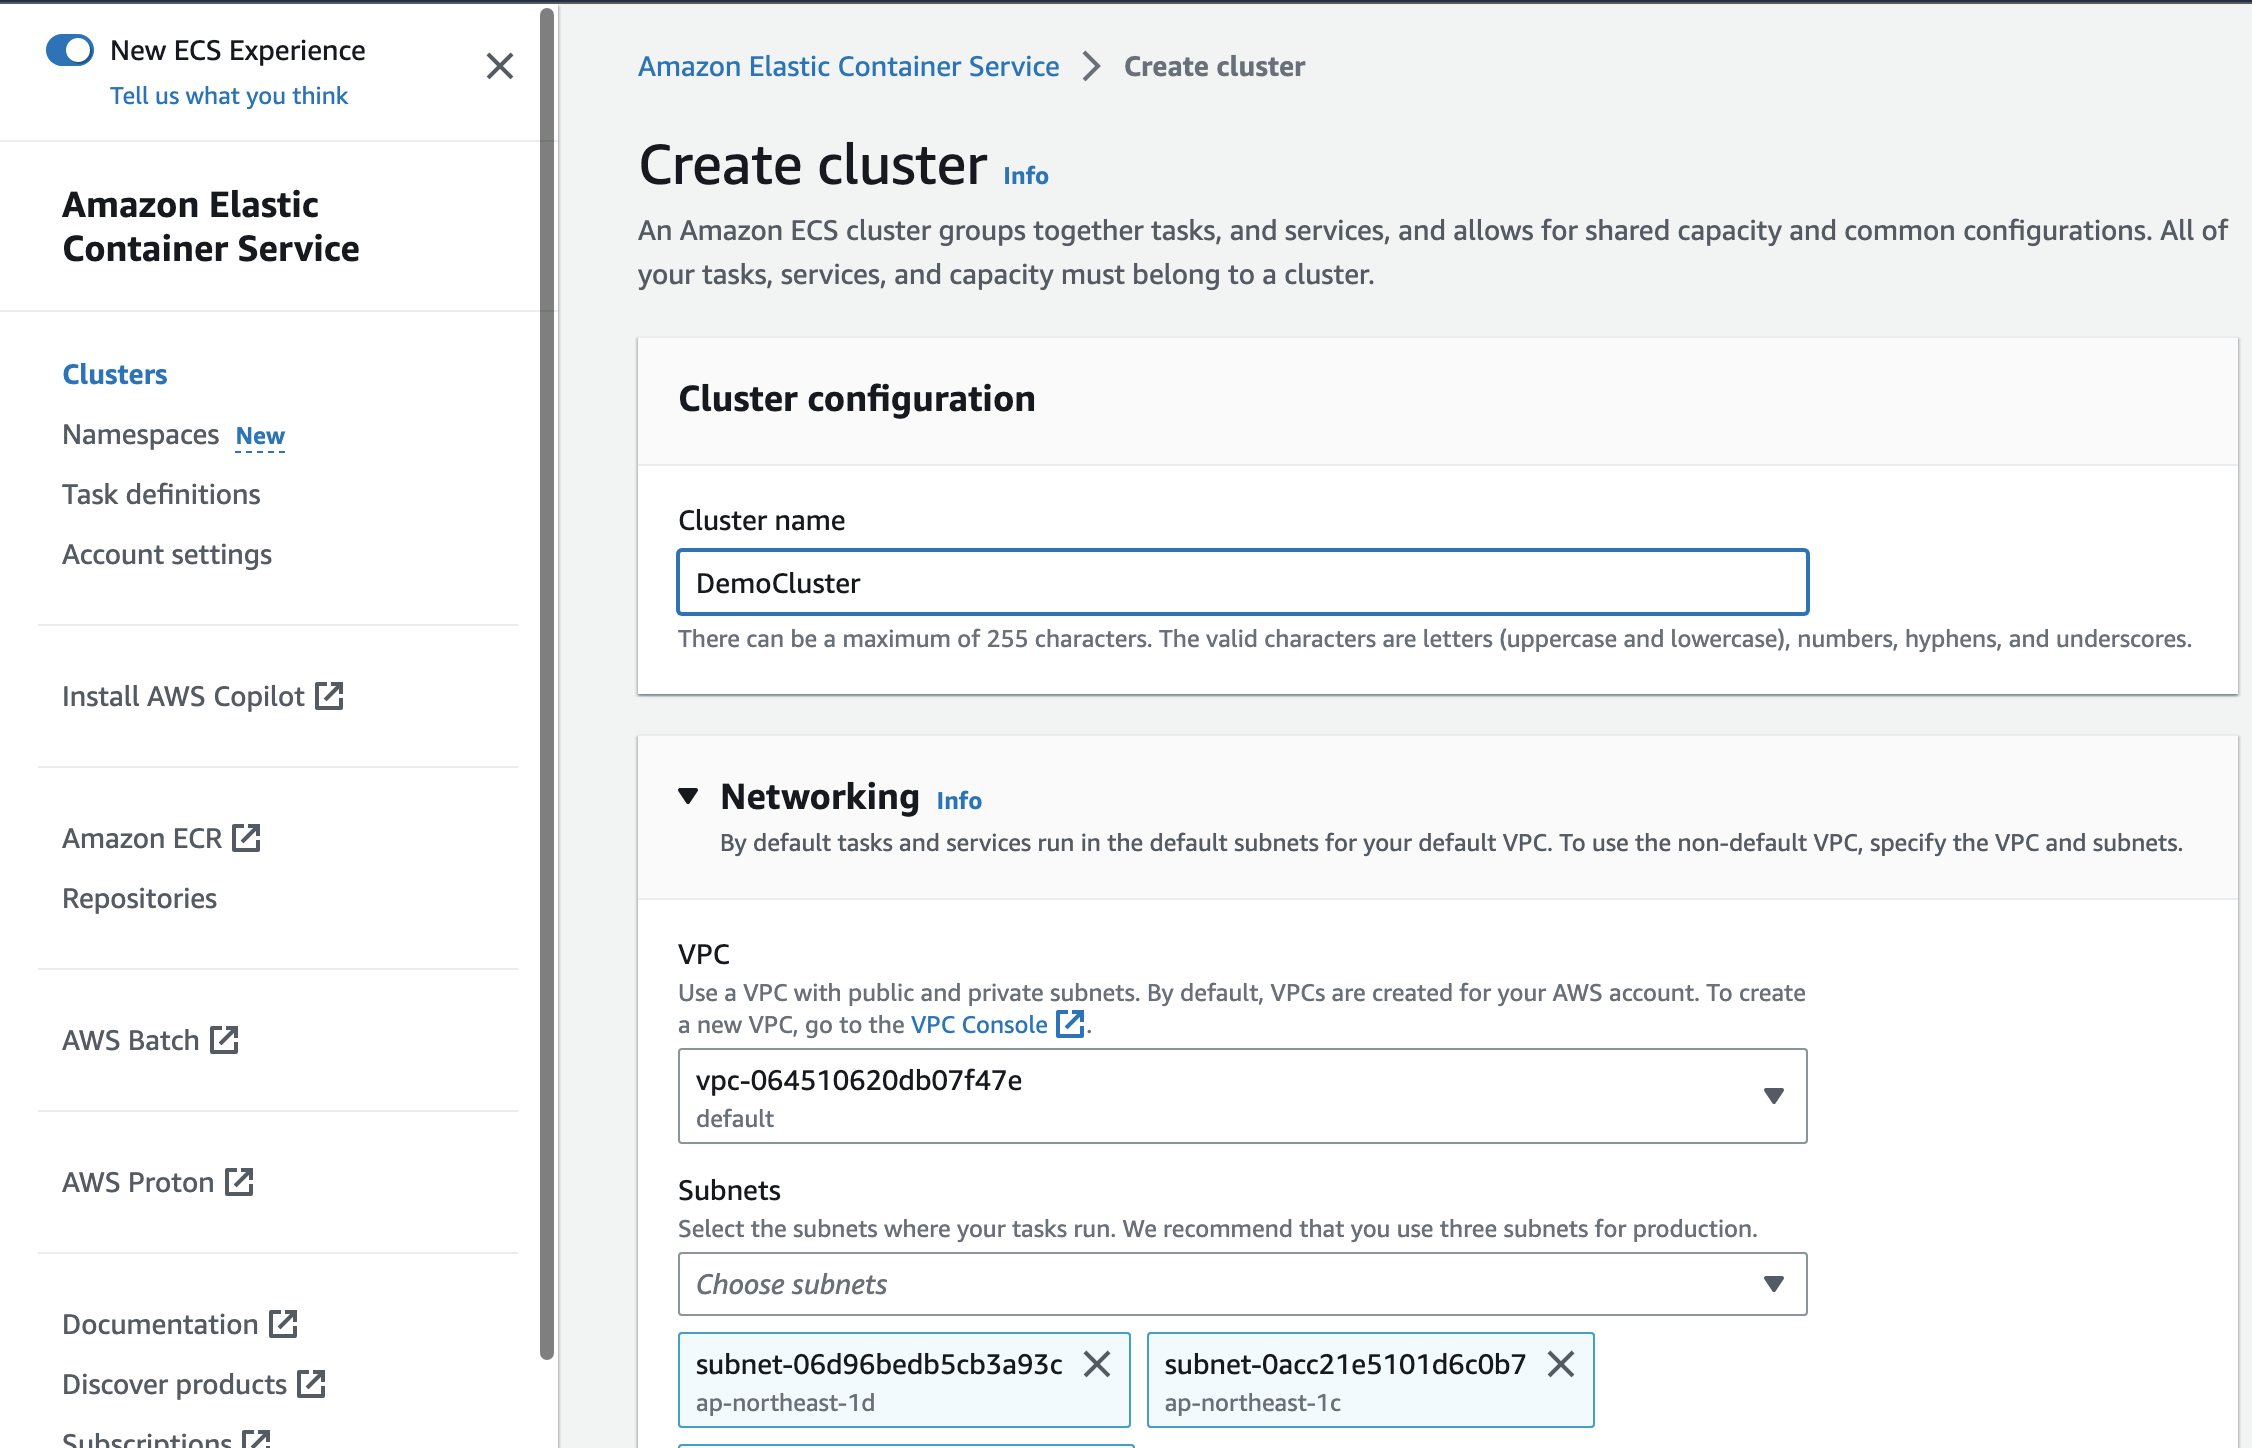 New ECS Experience
Tell us what you think
Amazon Elastic
Container Service
Clusters
Namespaces New
Task definitions
Account settings
Install AWS Copilot
Amazon ECR
Repositories
AWS Batch
AWS Proton
Documentation
Discover products
Subscriptions
Amazon Elastic Container Service > Create cluster
Create cluster Info
An Amazon ECS cluster groups together tasks, and services, and allows for shared capacity and common configurations. All of
your tasks, services, and capacity must belong to a cluster.
Cluster configuration
Cluster name
DemoCluster
There can be a maximum of 255 characters. The valid characters are letters (uppercase and lowercase), numbers, hyphens, and underscores.
Networking Info
By default tasks and services run in the default subnets for your default VPC. To use the non-default VPC, specify the VPC and subnets.
VPC
Use a VPC with public and private subnets. By default, VPCs are created for your AWS account. To create
a new VPC, go to the VPC Console .
vpc-064510620db07f47e
default
Subnets
Select the subnets where your tasks run. We recommend that you use three subnets for production.
Choose subnets
subnet-06d96bedb5cb3a93c
ap-northeast-1d
subnet-0acc21e5101d6c0b7
ap-northeast-1c